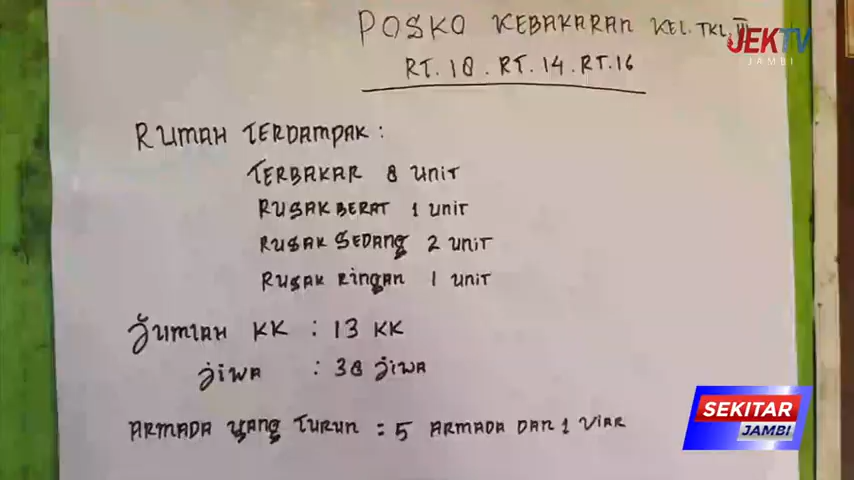 POSKO KEBAKARAN KEL. TKL. III
JEKTV
JAMBI
RT. 18 . RT. 14 . RT. 16
RUMAH TERDAMPAK :
TERBAKAR 8 UNIT
RUSAK BERAT 1 UNIT
RUSAK SEDANG 2 UNIT
RUSAK RINGAN 1 UNIT
JUMLAH KK : 13 KK
JIWA : 38 JIWA
ARMADA YANG TURUN : 5 ARMADA DAN 1 VIAR
SEKITAR
JAMBI